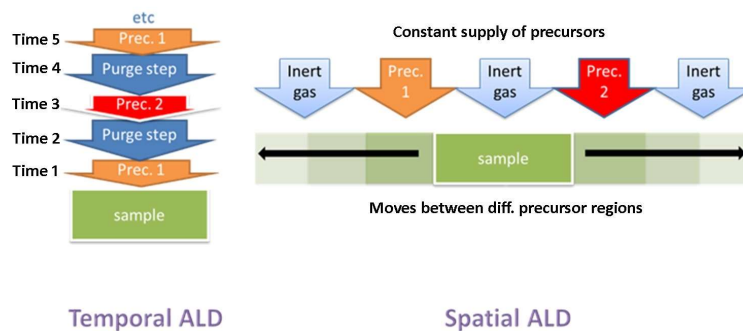 etc
Time 5
Prec. 1
Time 4
Purge step
Time 3
Prec. 2
Time 2
Purge step
Time 1
Prec. 1
sample
Temporal ALD
Constant supply of precursors
Inert
gas
Prec.
1
Inert
gas
Prec.
2
Inert
gas
sample
Moves between diff. precursor regions
Spatial ALD